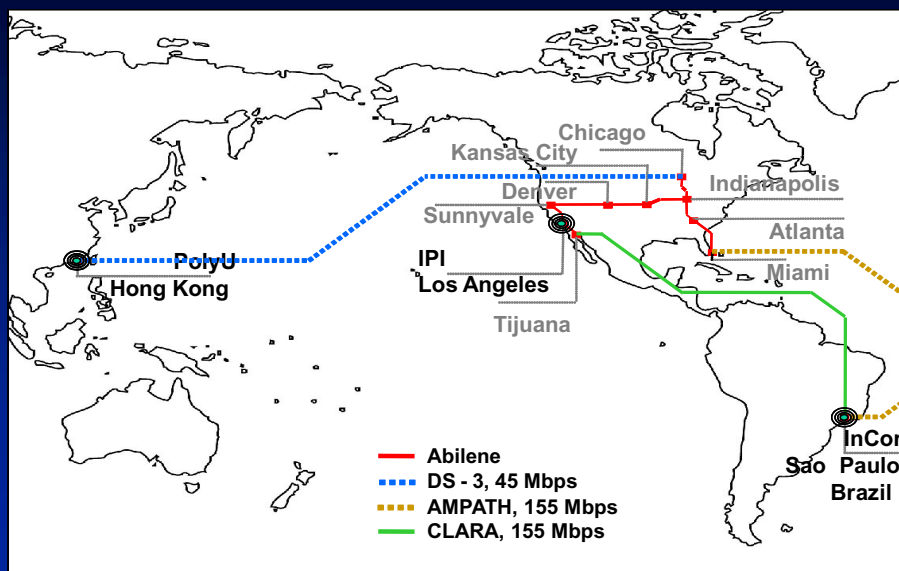 Chicago
Kansas City
Denver
Indianapolis
Sunnyvale
Atlanta
PolyU
Hong Kong
IPI
Los Angeles
Miami
Tijuana
InCor
Sao Paulo
Brazil
Abilene
DS - 3, 45 Mbps
AMPATH, 155 Mbps
CLARA, 155 Mbps